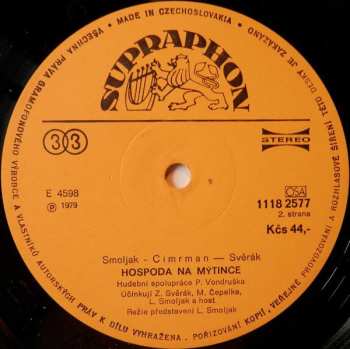 MADE IN CZECHOSLOVAKIA • VŠECHNA PRÁVA GRAMOFONOVÉHO VÝROBCE A VLASTNÍKŮ AUTORSKÝCH PRÁV K DÍLU VYHRAŽENA. POŘIZOVÁNÍ KOPIÍ, VEŘEJNÉ PROVOZOVÁNÍ A ROZHLASOVÉ ŠÍŘENÍ TÉTO DESKY JE ZAKÁZÁNO •
SUPRAPHON
33
STEREO
E 4598
Ⓟ 1979
OSA
1118 2577
2. strana
Kčs 44,-
Smoljak - Cimrman — Svěrák
HOSPODA NA MÝTINCE
Hudební spolupráce P. Vondruška
Účinkují Z. Svěrák, M. Čepelka,
L. Smoljak a host
Režie představení L. Smoljak